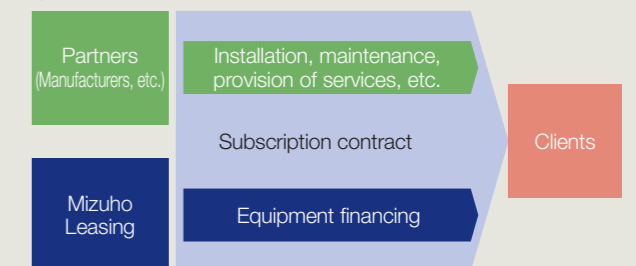 Partners
(Manufacturers, etc.)
Installation, maintenance,
provision of services, etc.
Subscription contract
Clients
Mizuho
Leasing
Equipment financing